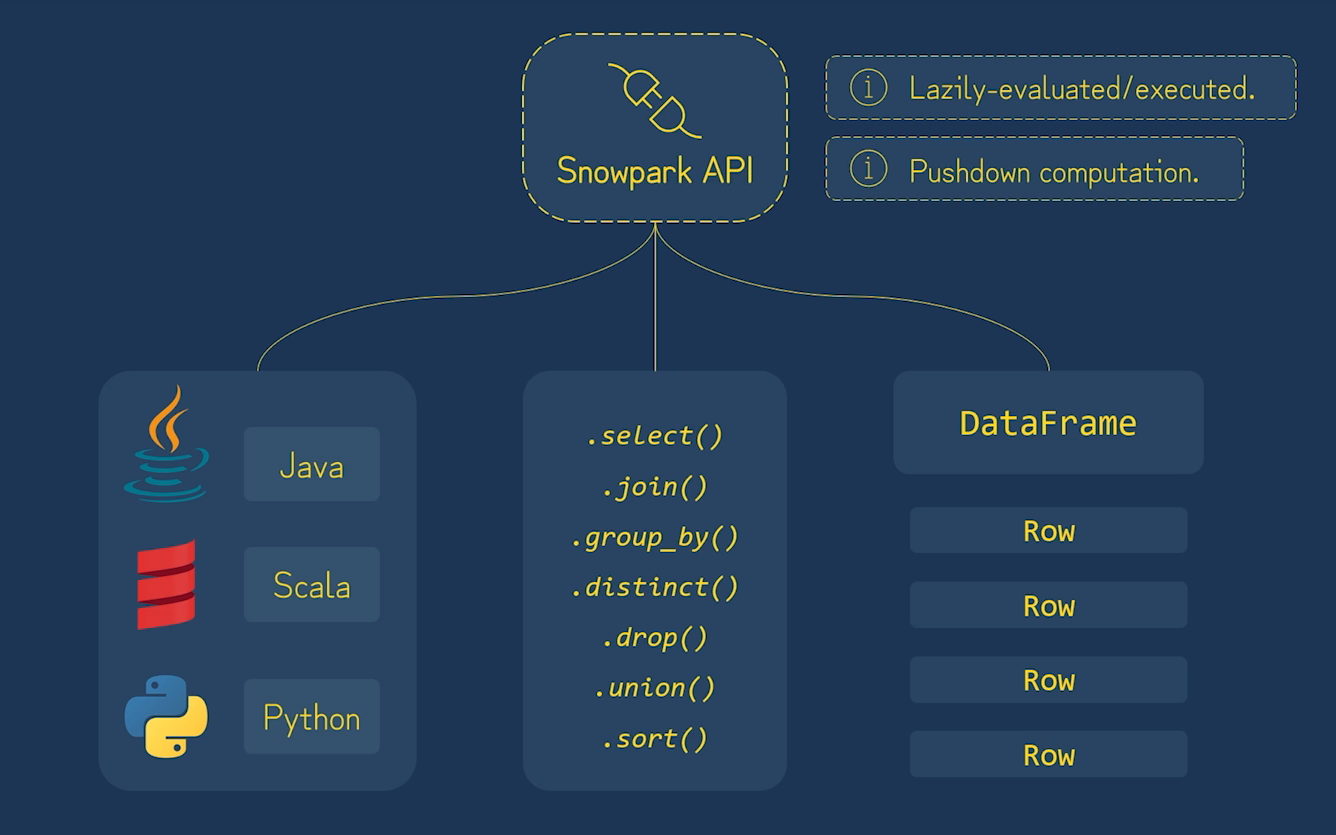 Snowpark API
Lazily-evaluated/executed.
Pushdown computation.
Java
Scala
Python
.select()
.join()
.group_by()
.distinct()
.drop()
.union()
.sort()
DataFrame
Row
Row
Row
Row